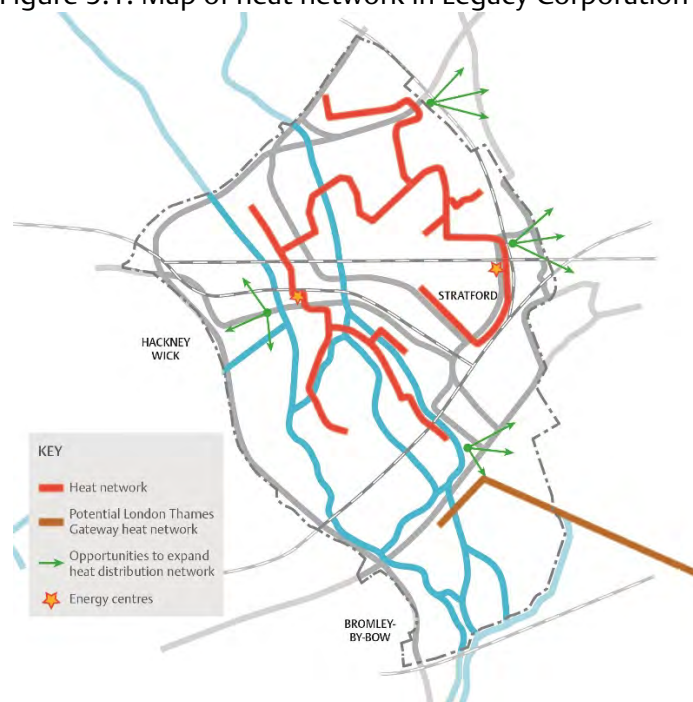 Figure 5.1: Map of heat network in Legacy Corporation
STRATFORD
HACKNEY
WICK
KEY
Heat network
Potential London Thames
Gateway heat network
Opportunities to expand
heat distribution network
Energy centres
BROMLEY-
BY-BOW